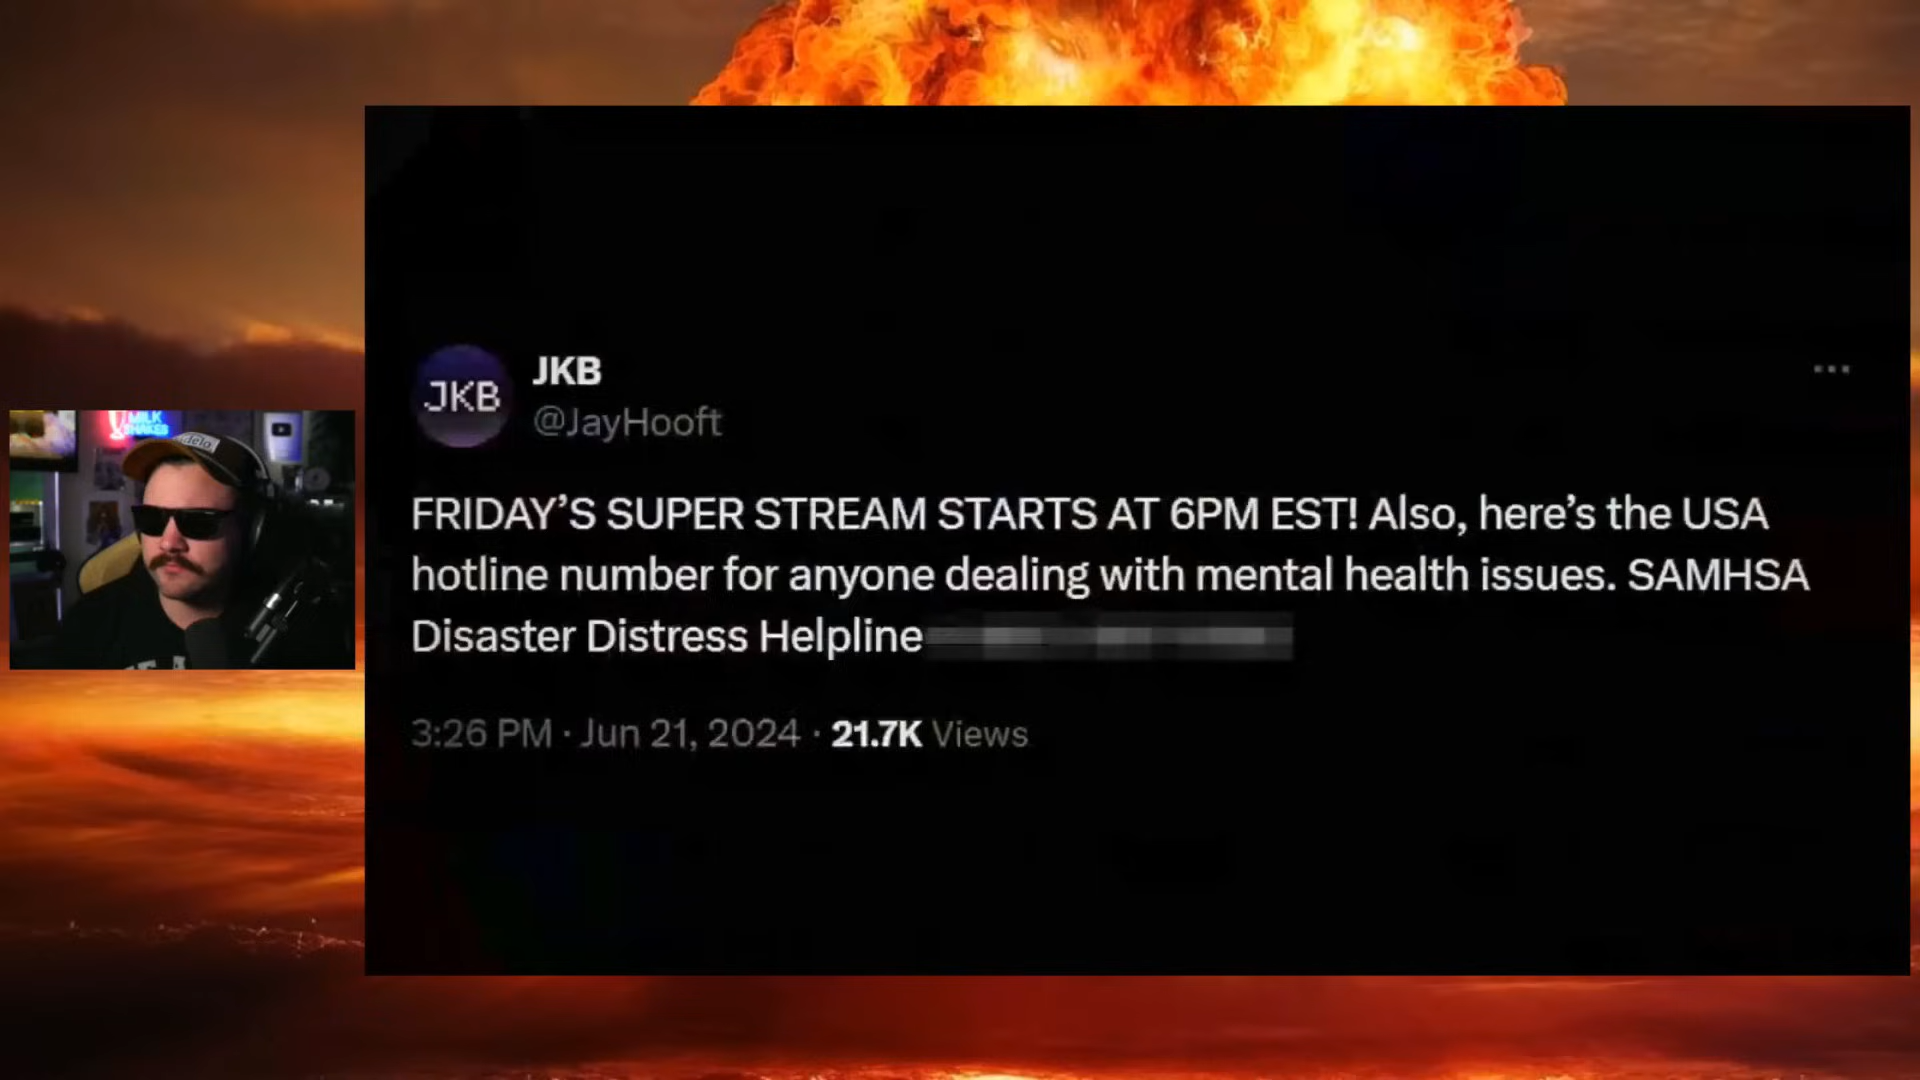 MILK
SHAKES
JKB
JKB
@JayHooft
FRIDAY’S SUPER STREAM STARTS AT 6PM EST! Also, here’s the USA
hotline number for anyone dealing with mental health issues. SAMHSA
Disaster Distress Helpline
3:26 PM · Jun 21, 2024 · 21.7K Views